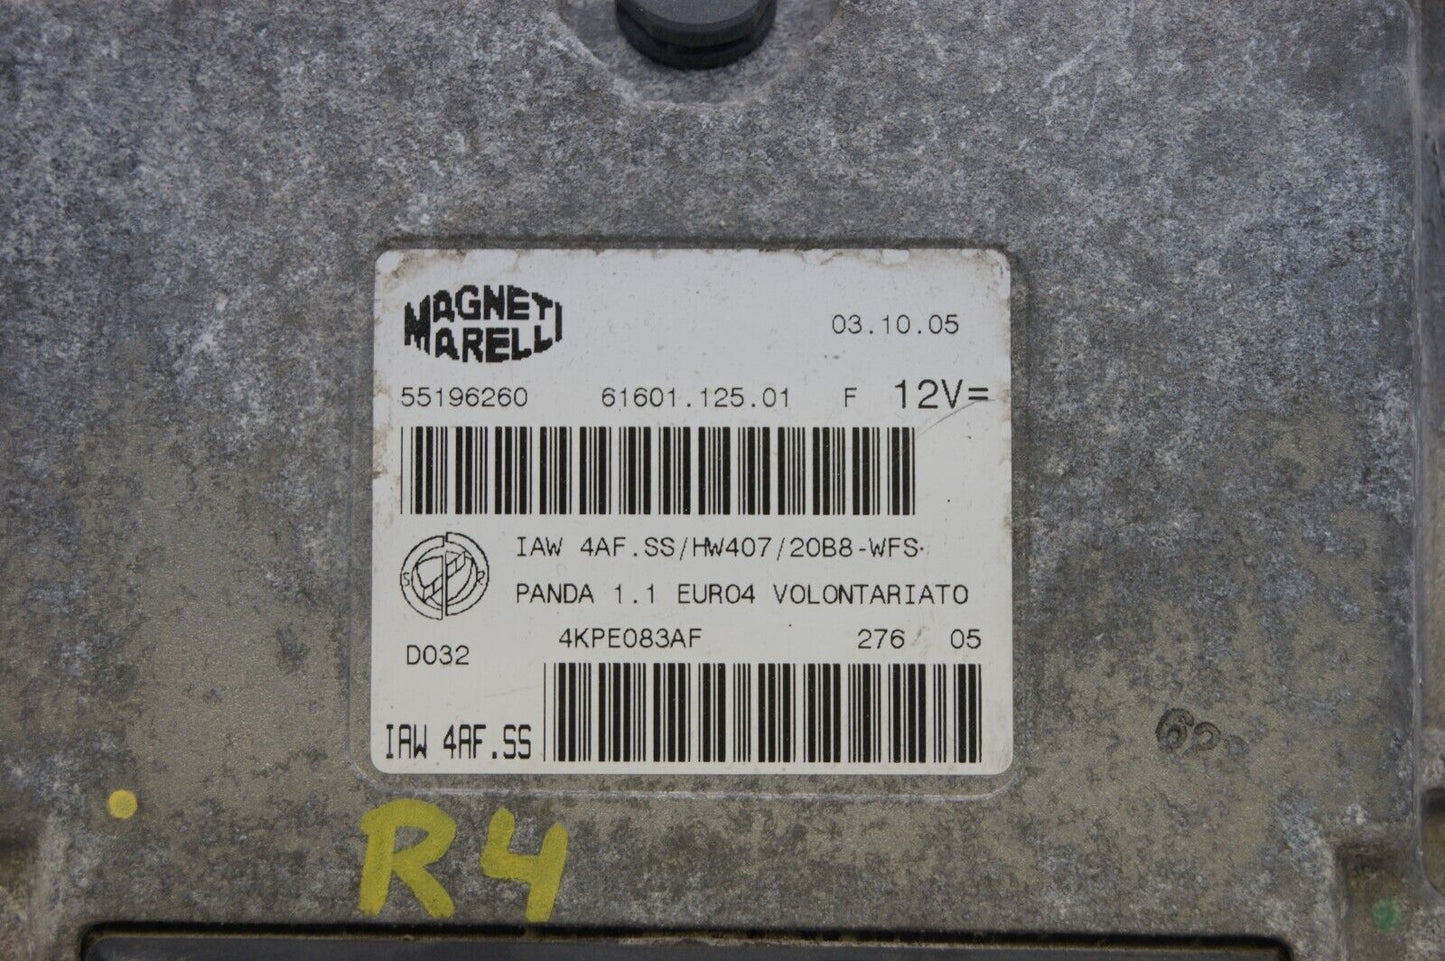 MAGNETI
MARELLI
03.10.05
55196260 61601.125.01 F 12V=
IAW 4AF.SS/HW407/20B8-WFS
PANDA 1.1 EURO4 VOLONTARIATO
4KPE083AF 276 05
D032
IAW 4AF.SS
R4